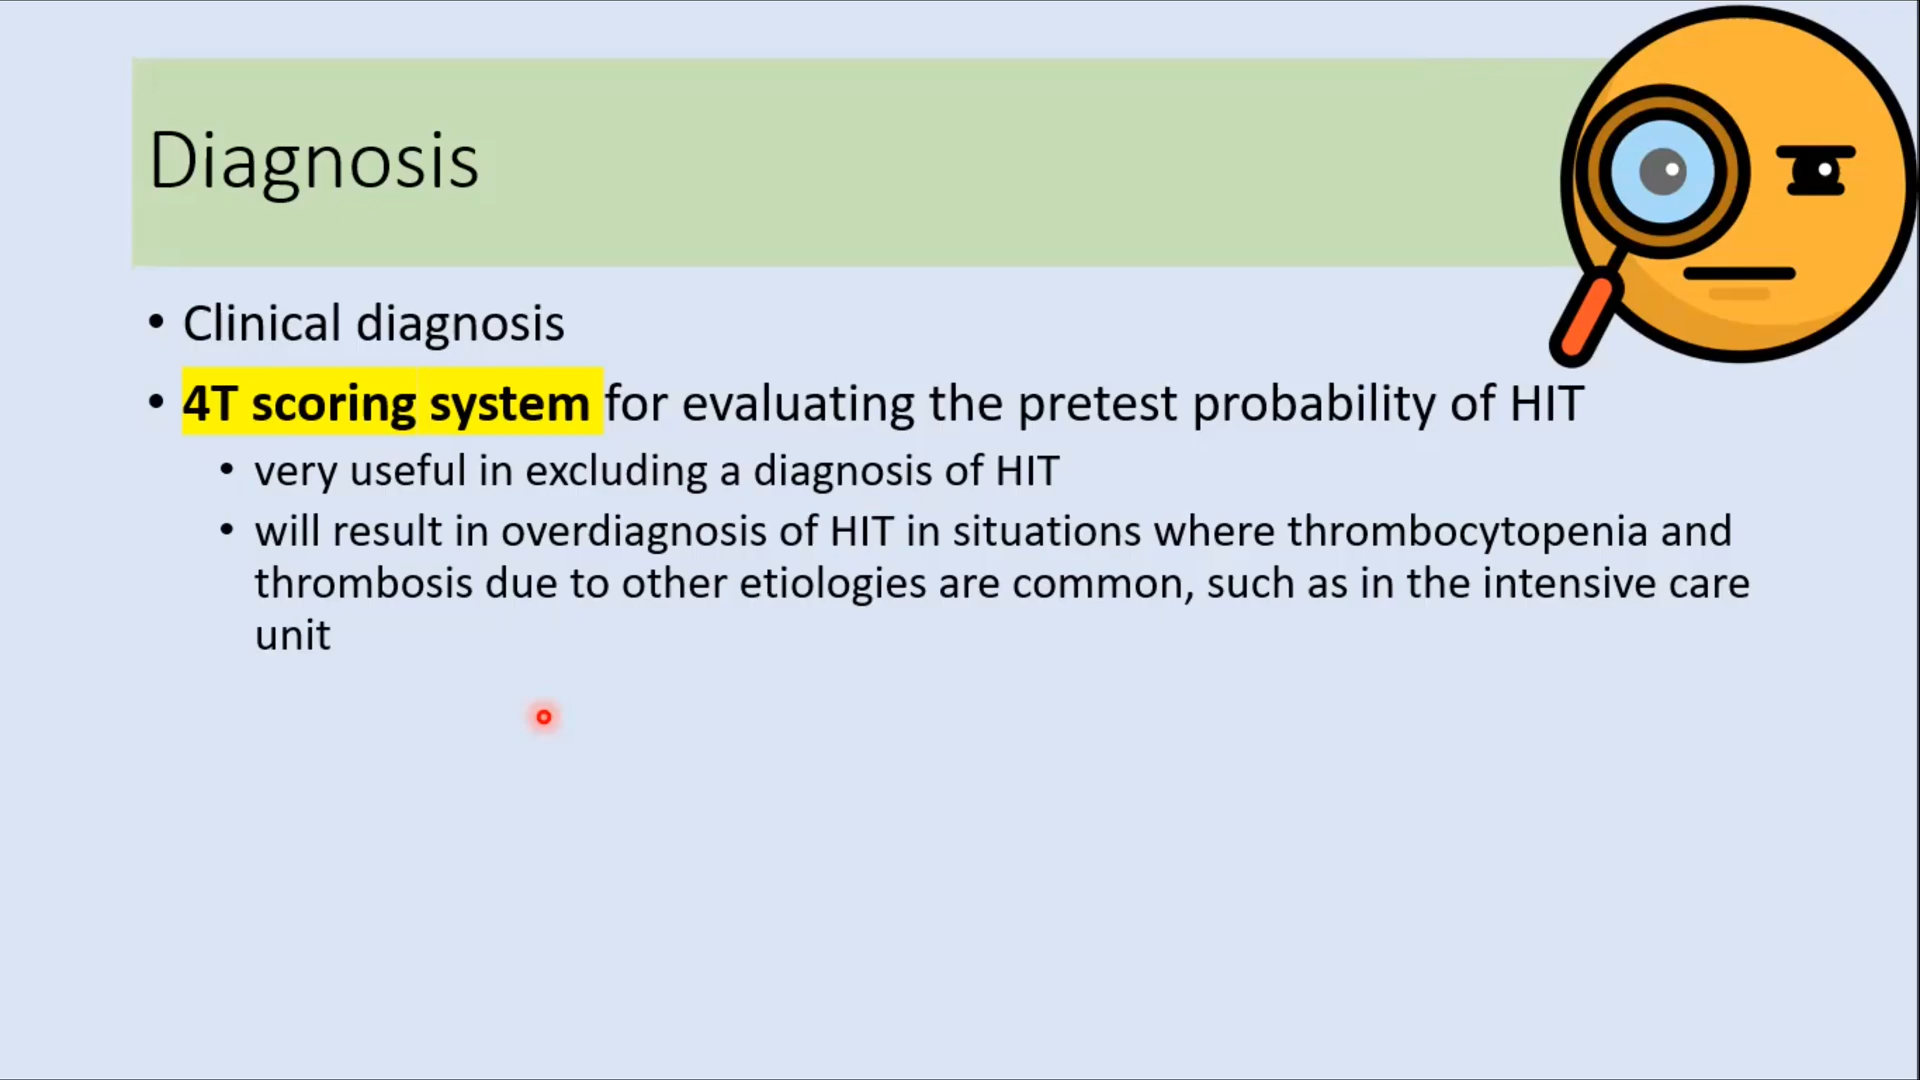 Diagnosis
• Clinical diagnosis
• 4T scoring system for evaluating the pretest probability of HIT
• very useful in excluding a diagnosis of HIT
• will result in overdiagnosis of HIT in situations where thrombocytopenia and
thrombosis due to other etiologies are common, such as in the intensive care
unit